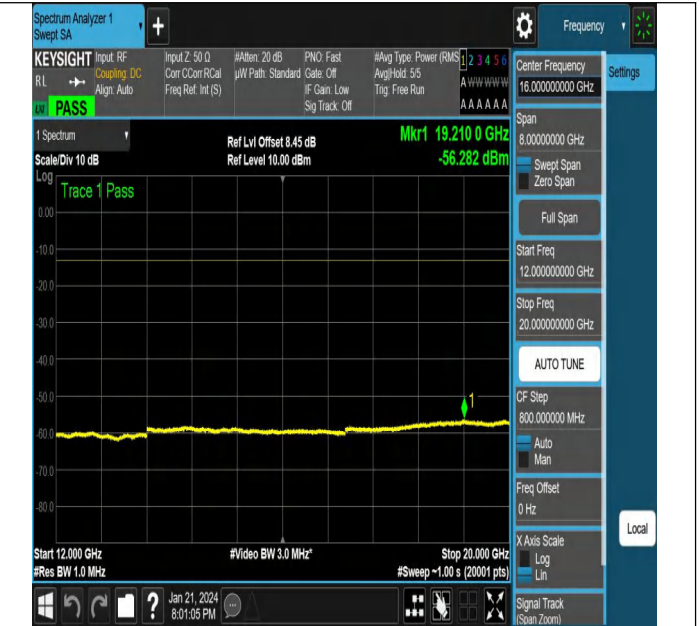 Spectrum Analyzer 1
Swept SA
+
Frequency
KEYSIGHT
RL
LXI PASS
Input: RF
Coupling: DC
Align: Auto
Input Z: 50 Ω
Corr CCorr RCal
Freq Ref: Int (S)
#Atten: 20 dB
µW Path: Standard
PNO: Fast
Gate: Off
IF Gain: Low
Sig Track: Off
#Avg Type: Power (RMS
Avg|Hold: 5/5
Trig: Free Run
1 2 3 4 5 6
A W W W W W
A A A A A A
1 Spectrum
Scale/Div 10 dB
Log
Ref Lvl Offset 8.45 dB
Ref Level 10.00 dBm
Mkr1 19.210 0 GHz
-56.282 dBm
Trace 1 Pass
0.00
-10.0
-20.0
-30.0
-40.0
-50.0
-60.0
-70.0
-80.0
1
Start 12.000 GHz
#Res BW 1.0 MHz
#Video BW 3.0 MHz*
Stop 20.000 GHz
#Sweep ~1.00 s (20001 pts)
?
Jan 21, 2024
8:01:05 PM
Center Frequency
16.000000000 GHz
Settings
Span
8.00000000 GHz
Swept Span
Zero Span
Full Span
Start Freq
12.000000000 GHz
Stop Freq
20.000000000 GHz
AUTO TUNE
CF Step
800.000000 MHz
Auto
Man
Freq Offset
0 Hz
X Axis Scale
Log
Lin
Local
Signal Track
(Span Zoom)